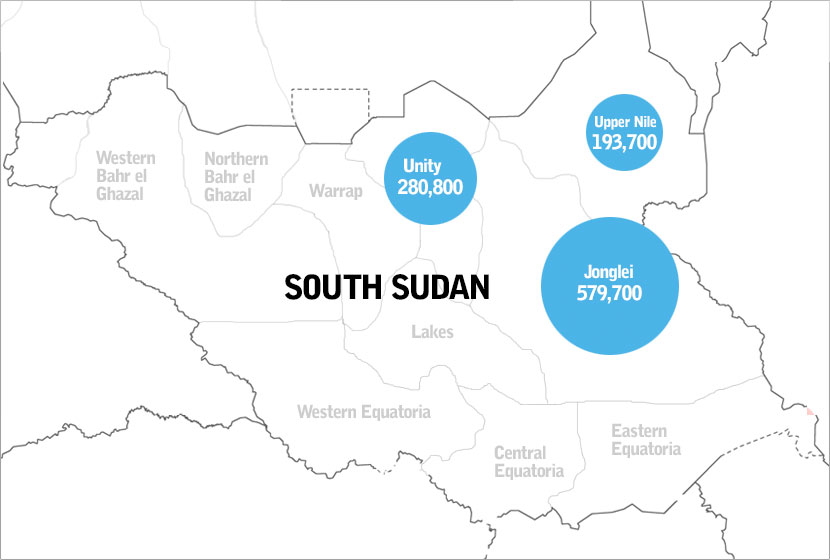 Upper Nile
193,700
Western
Bahr el
Ghazal
Northern
Bahr el
Ghazal
Unity
280,800
Warrap
Jonglei
579,700
SOUTH SUDAN
Lakes
Western Equatoria
Central
Equatoria
Eastern
Equatoria